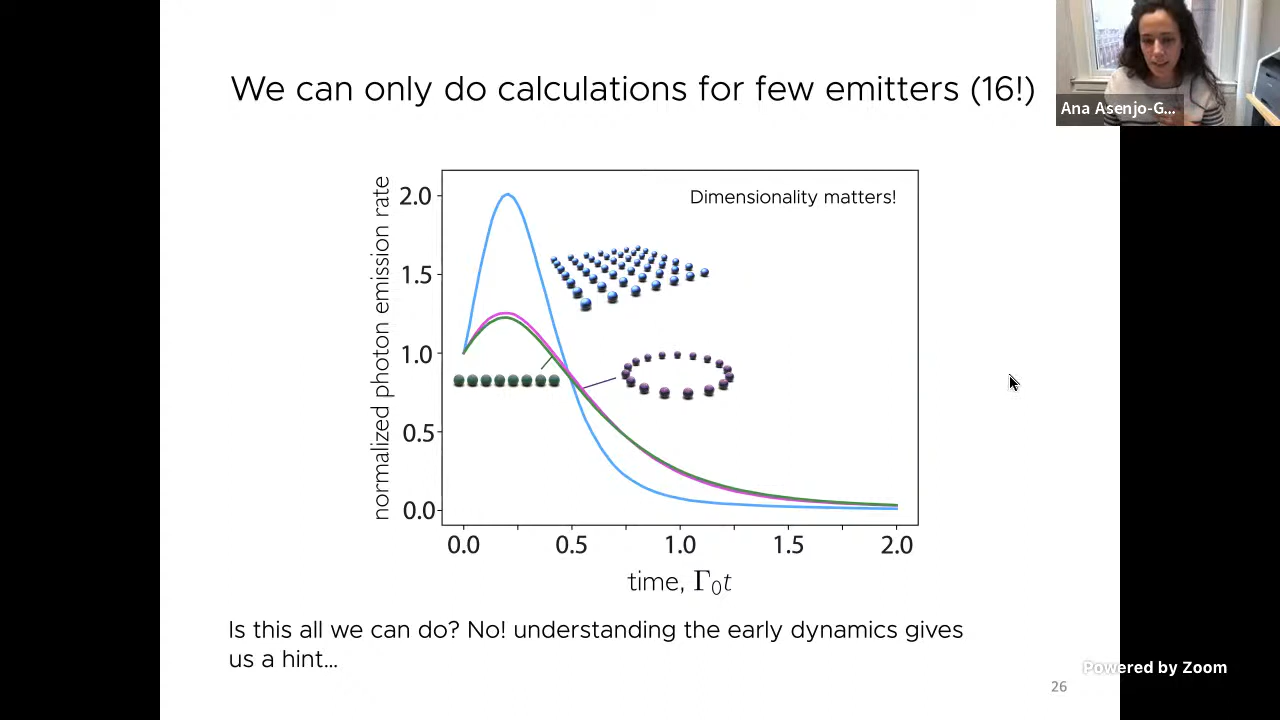 We can only do calculations for few emitters (16!)
Ana Asenjo-G...
normalized photon emission rate
2.0
1.5
1.0
0.5
0.0
Dimensionality matters!
0.0 0.5 1.0 1.5 2.0
time, Γ₀t
Is this all we can do? No! understanding the early dynamics gives
us a hint...
Powered by Zoom
26